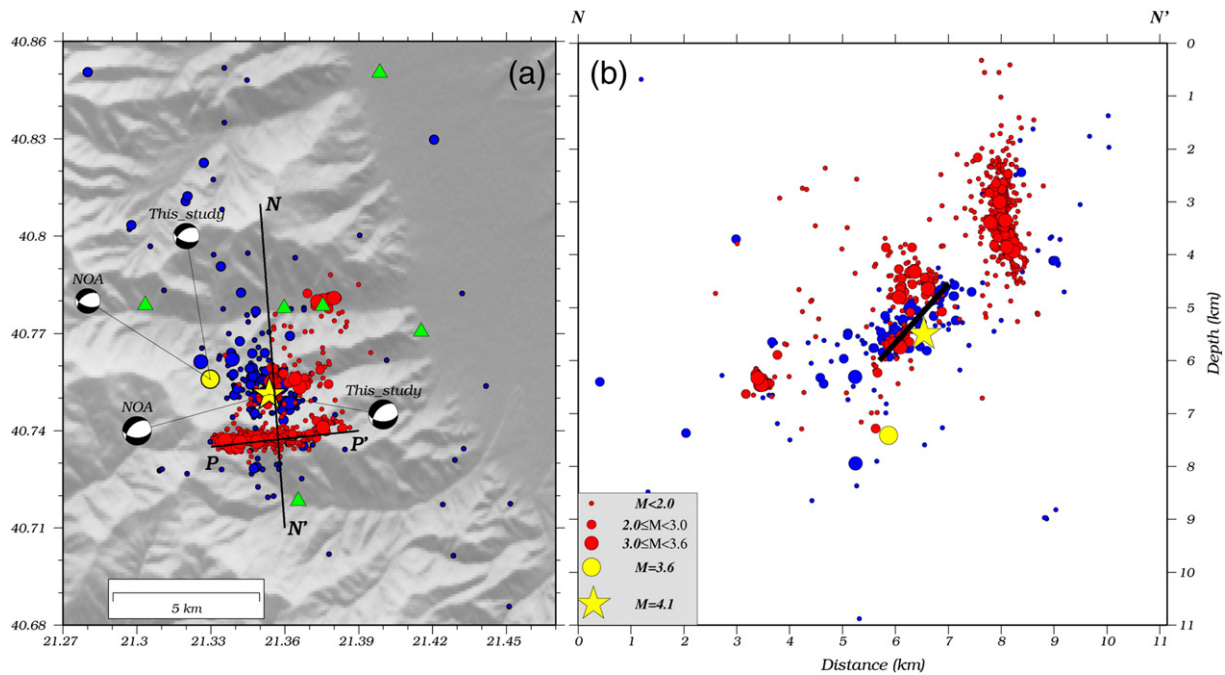 N
N'
40.86
40.83
40.8
40.77
40.74
40.71
40.68
(a)
N
This_study
NOA
NOA
This_study
P
P'
N'
5 km
21.27
21.3
21.33
21.36
21.39
21.42
21.45
(b)
0
1
2
3
4
5
6
7
8
9
10
11
Depth (km)
M<2.0
2.0≤M<3.0
3.0≤M<3.6
M=3.6
M=4.1
0
1
2
3
4
5
6
7
8
9
10
11
Distance (km)